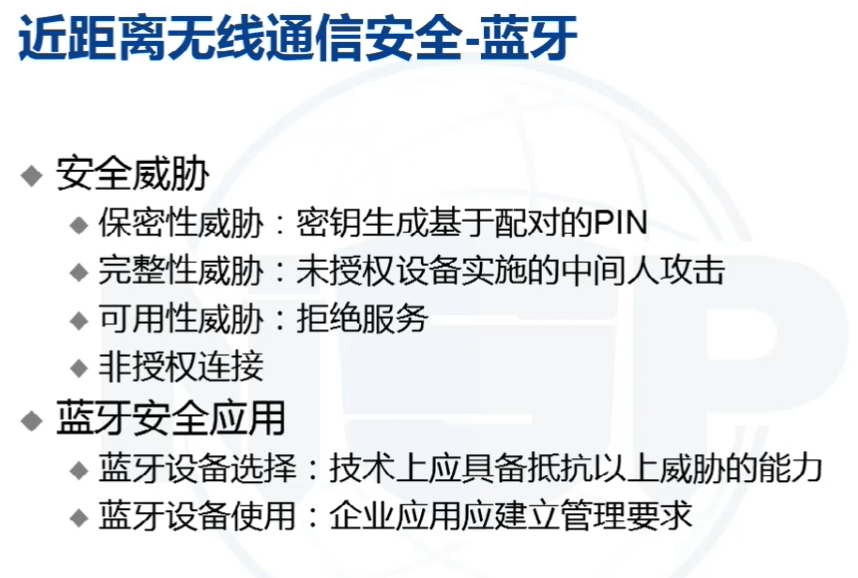 近距离无线通信安全-蓝牙
安全威胁
保密性威胁：密钥生成基于配对的PIN
完整性威胁：未授权设备实施的中间人攻击
可用性威胁：拒绝服务
非授权连接
蓝牙安全应用
蓝牙设备选择：技术上应具备抵抗以上威胁的能力
蓝牙设备使用：企业应用应建立管理要求